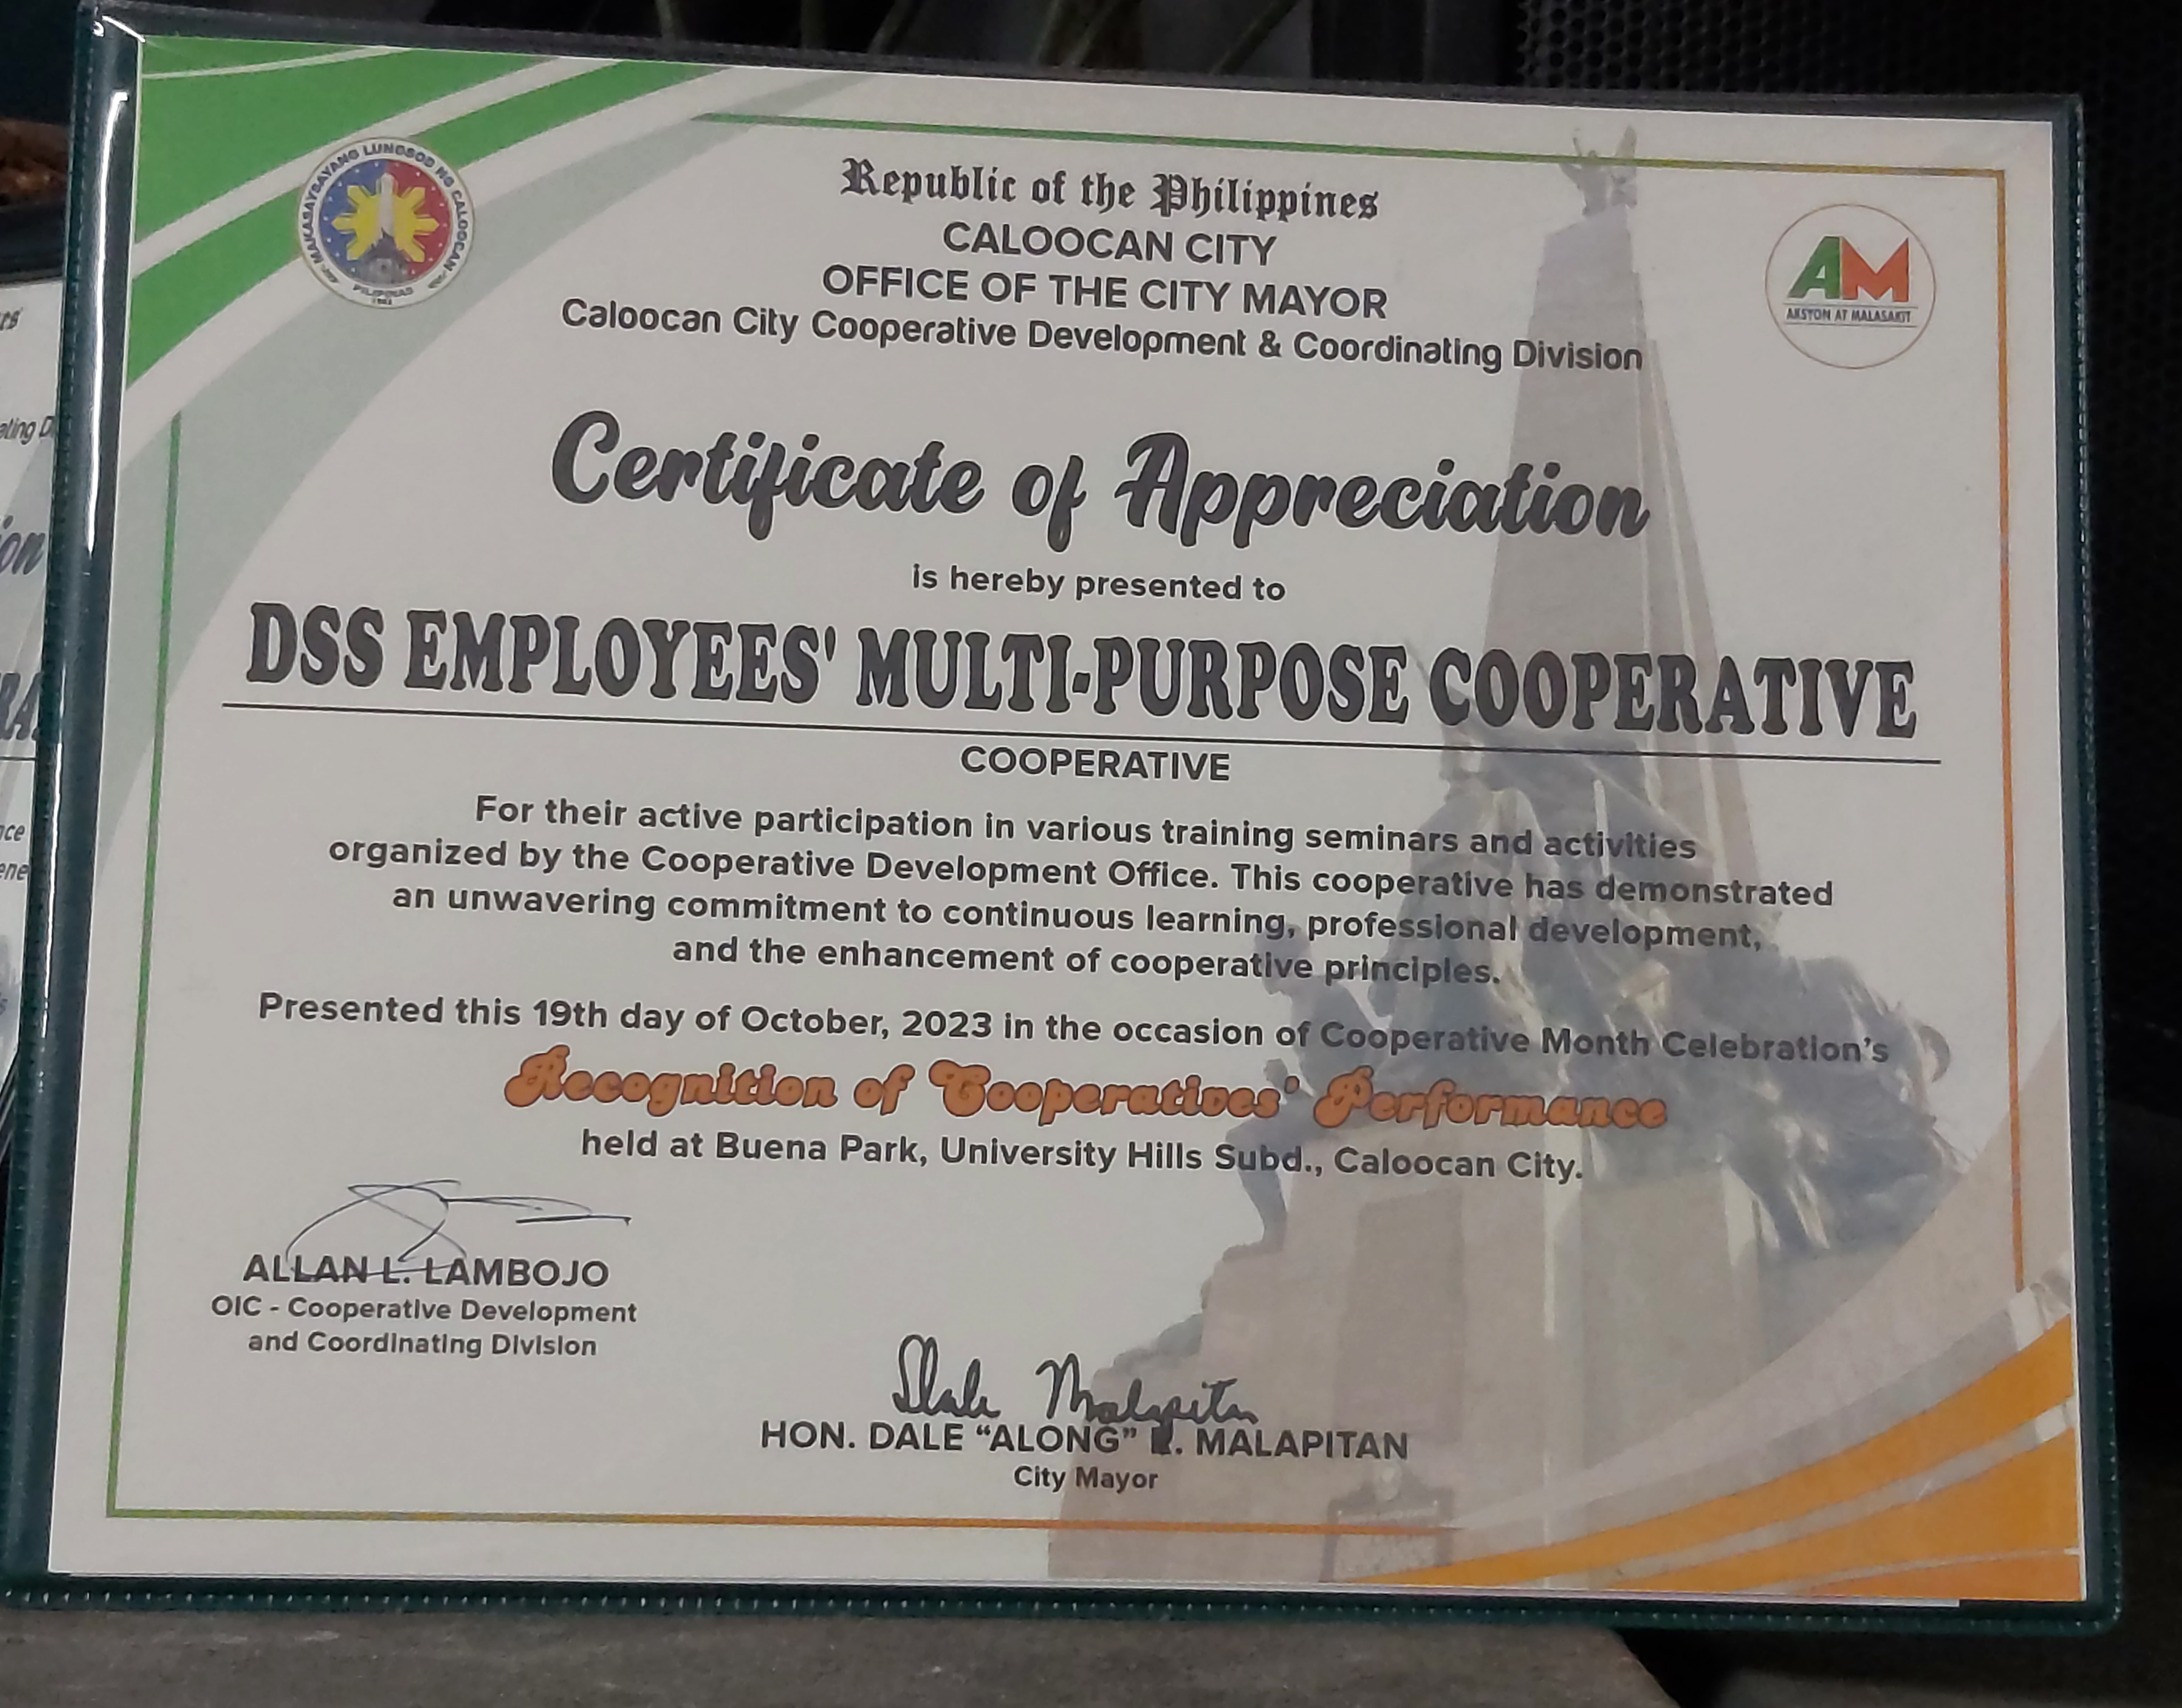 MAKASAYSAYANG LUNGSOD NG CALOOCAN
PILIPINAS
Republic of the Philippines
CALOOCAN CITY
OFFICE OF THE CITY MAYOR
Caloocan City Cooperative Development & Coordinating Division
AM
AKSYON AT MALASAKIT
Certificate of Appreciation
is hereby presented to
DSS EMPLOYEES' MULTI-PURPOSE COOPERATIVE
COOPERATIVE
For their active participation in various training seminars and activities
organized by the Cooperative Development Office. This cooperative has demonstrated
an unwavering commitment to continuous learning, professional development,
and the enhancement of cooperative principles.
Presented this 19th day of October, 2023 in the occasion of Cooperative Month Celebration's
Recognition of Cooperatives' Performance
held at Buena Park, University Hills Subd., Caloocan City.
ALLAN L. LAMBOJO
OIC - Cooperative Development
and Coordinating Division
Dale Malapitan
HON. DALE “ALONG” R. MALAPITAN
City Mayor